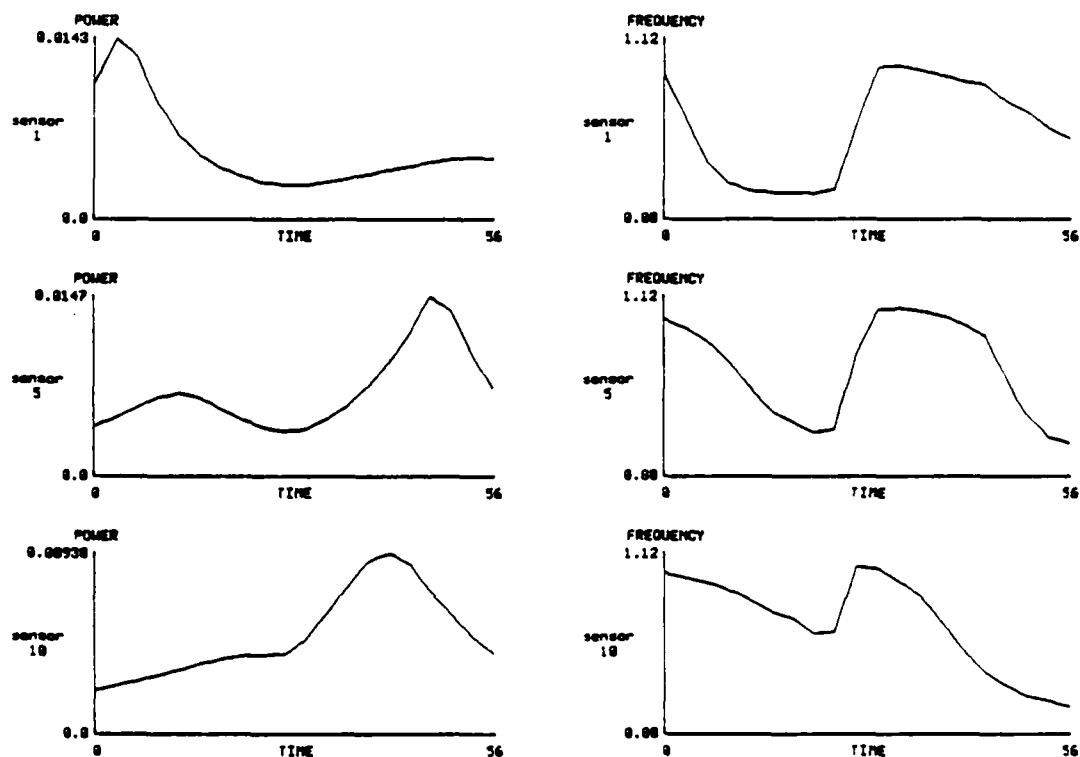 POWER
0.0143
sensor
1
0.0
0 TIME 56
FREQUENCY
1.12
sensor
1
0.88
0 TIME 56
POWER
0.0147
sensor
5
0.0
0 TIME 56
FREQUENCY
1.12
sensor
5
0.88
0 TIME 56
POWER
0.00938
sensor
10
0.0
0 TIME 56
FREQUENCY
1.12
sensor
10
0.88
0 TIME 56